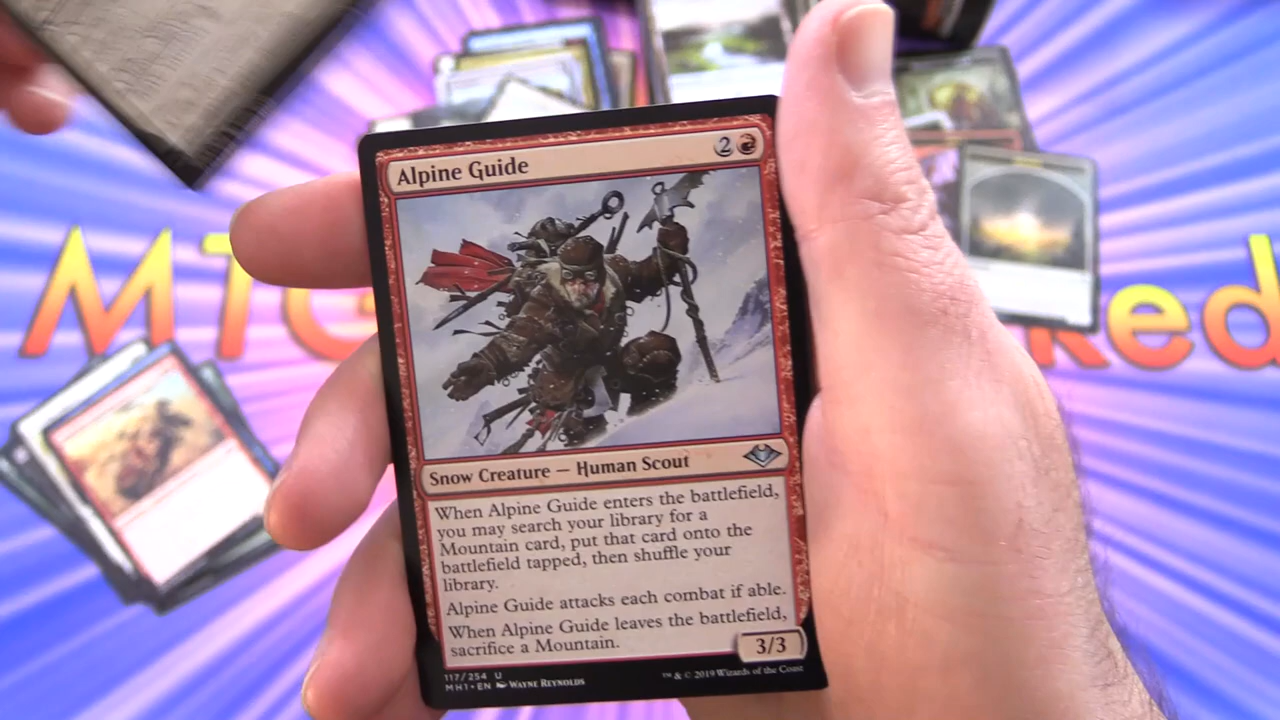 Alpine Guide
2
Snow Creature — Human Scout
When Alpine Guide enters the battlefield,
you may search your library for a
Mountain card, put that card onto the
battlefield tapped, then shuffle your
library.
Alpine Guide attacks each combat if able.
When Alpine Guide leaves the battlefield,
sacrifice a Mountain.
3/3
117/254 U
MH1 • EN WAYNE REYNOLDS
™ & © 2019 Wizards of the Coast
MTG
ked